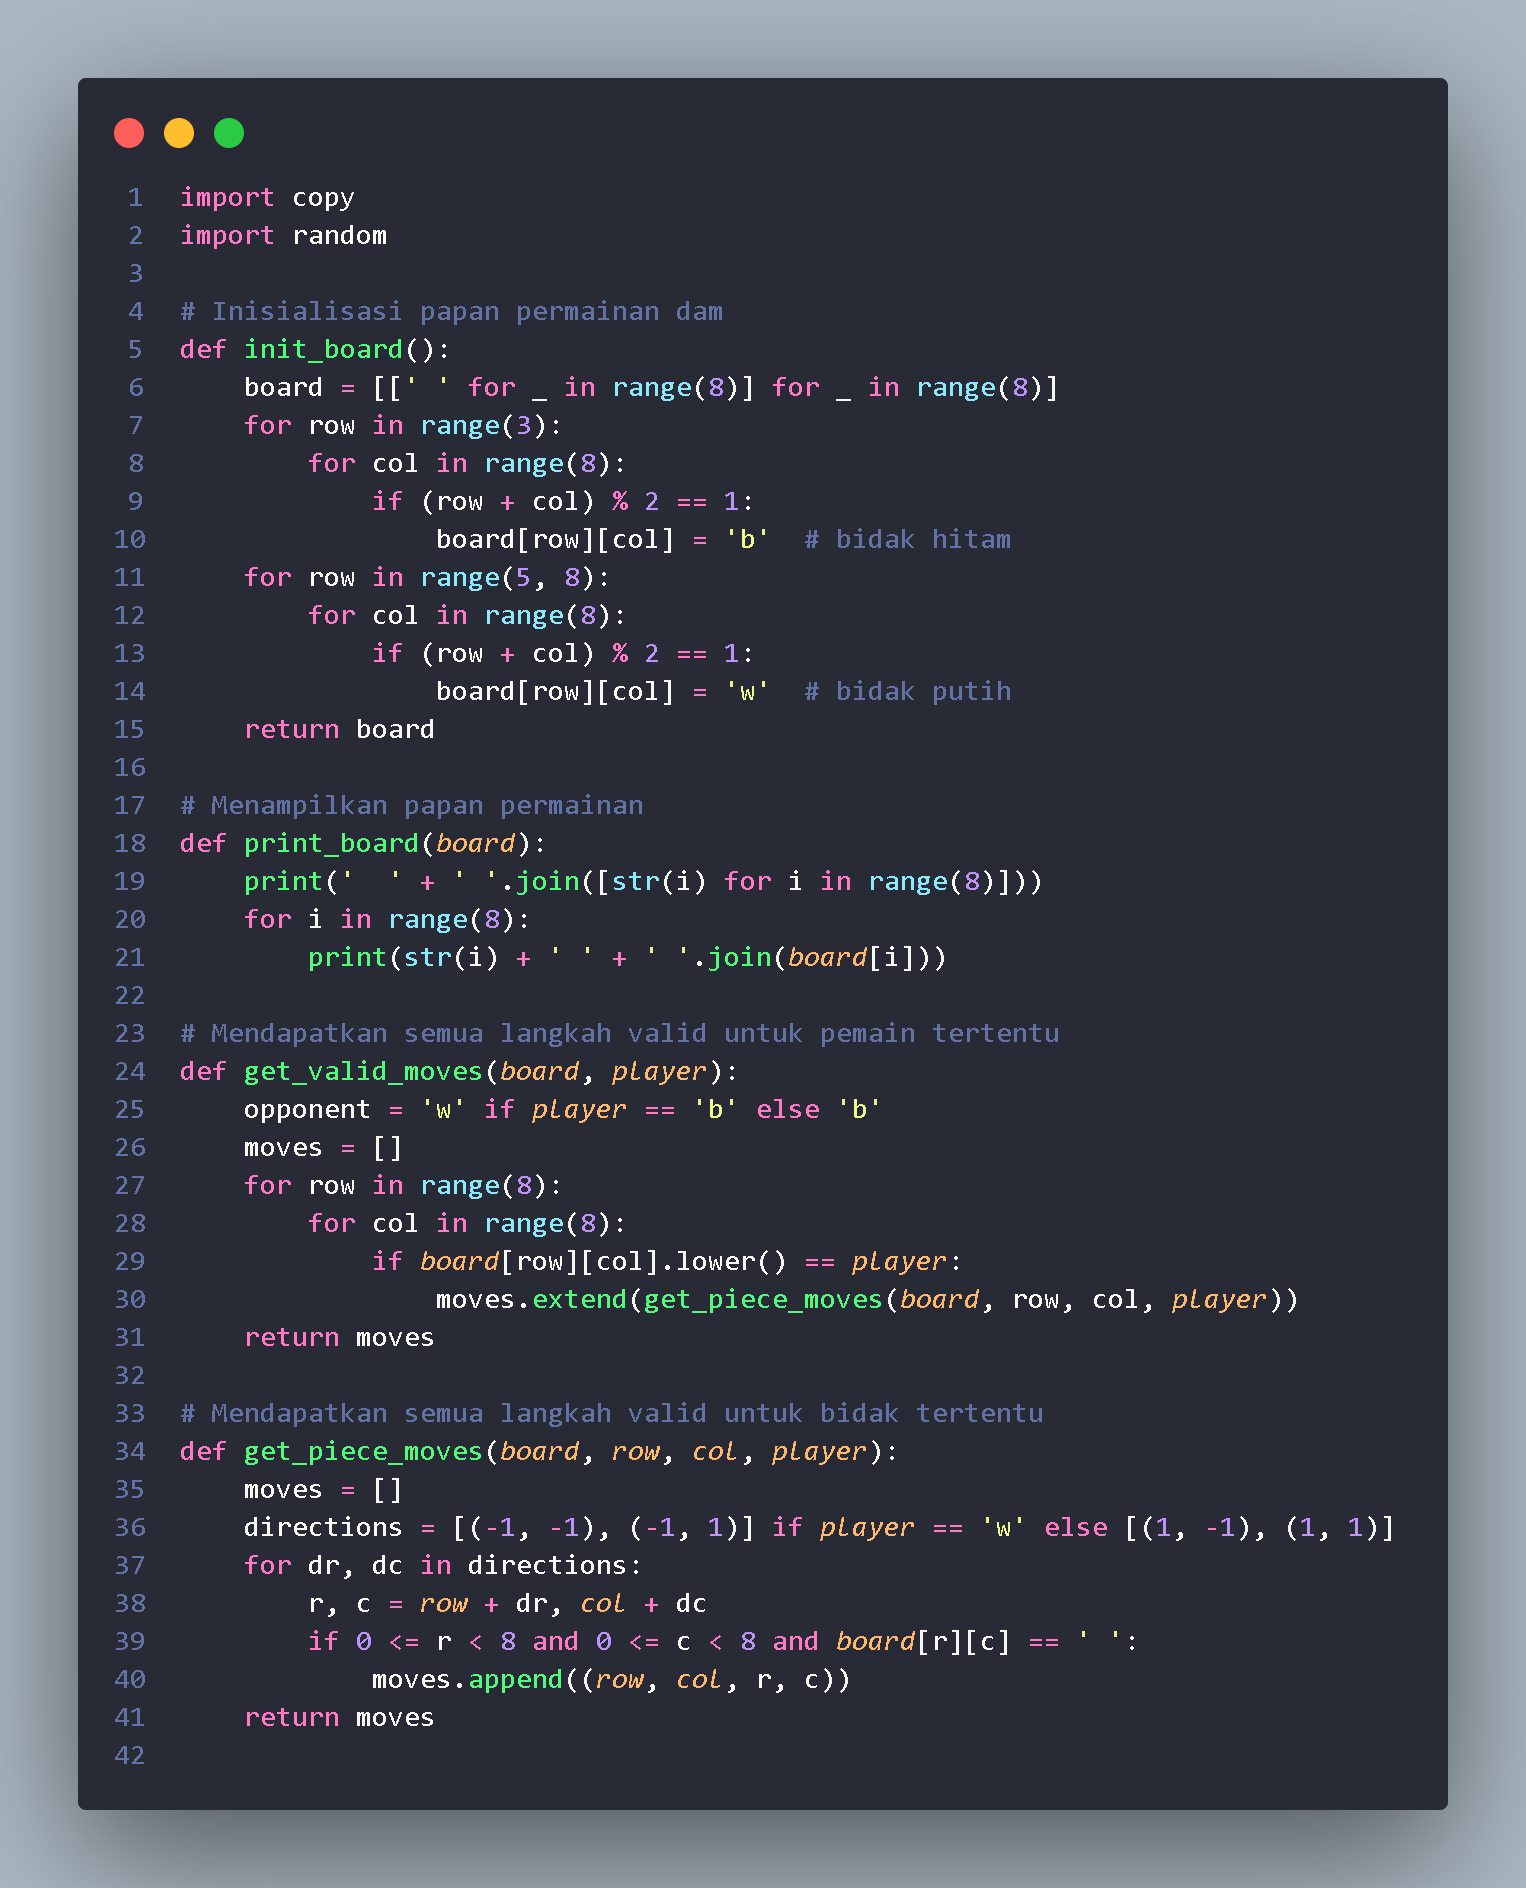 1 import copy
2 import random
3
4 # Inisialisasi papan permainan dam
5 def init_board():
6     board = [[' ' for _ in range(8)] for _ in range(8)]
7     for row in range(3):
8         for col in range(8):
9             if (row + col) % 2 == 1:
10                 board[row][col] = 'b'  # bidak hitam
11     for row in range(5, 8):
12         for col in range(8):
13             if (row + col) % 2 == 1:
14                 board[row][col] = 'w'  # bidak putih
15     return board
16
17 # Menampilkan papan permainan
18 def print_board(board):
19     print('  ' + ' '.join([str(i) for i in range(8)]))
20     for i in range(8):
21         print(str(i) + ' ' + ' '.join(board[i]))
22
23 # Mendapatkan semua langkah valid untuk pemain tertentu
24 def get_valid_moves(board, player):
25     opponent = 'w' if player == 'b' else 'b'
26     moves = []
27     for row in range(8):
28         for col in range(8):
29             if board[row][col].lower() == player:
30                 moves.extend(get_piece_moves(board, row, col, player))
31     return moves
32
33 # Mendapatkan semua langkah valid untuk bidak tertentu
34 def get_piece_moves(board, row, col, player):
35     moves = []
36     directions = [(-1, -1), (-1, 1)] if player == 'w' else [(1, -1), (1, 1)]
37     for dr, dc in directions:
38         r, c = row + dr, col + dc
39         if 0 <= r < 8 and 0 <= c < 8 and board[r][c] == ' ':
40             moves.append((row, col, r, c))
41     return moves
42